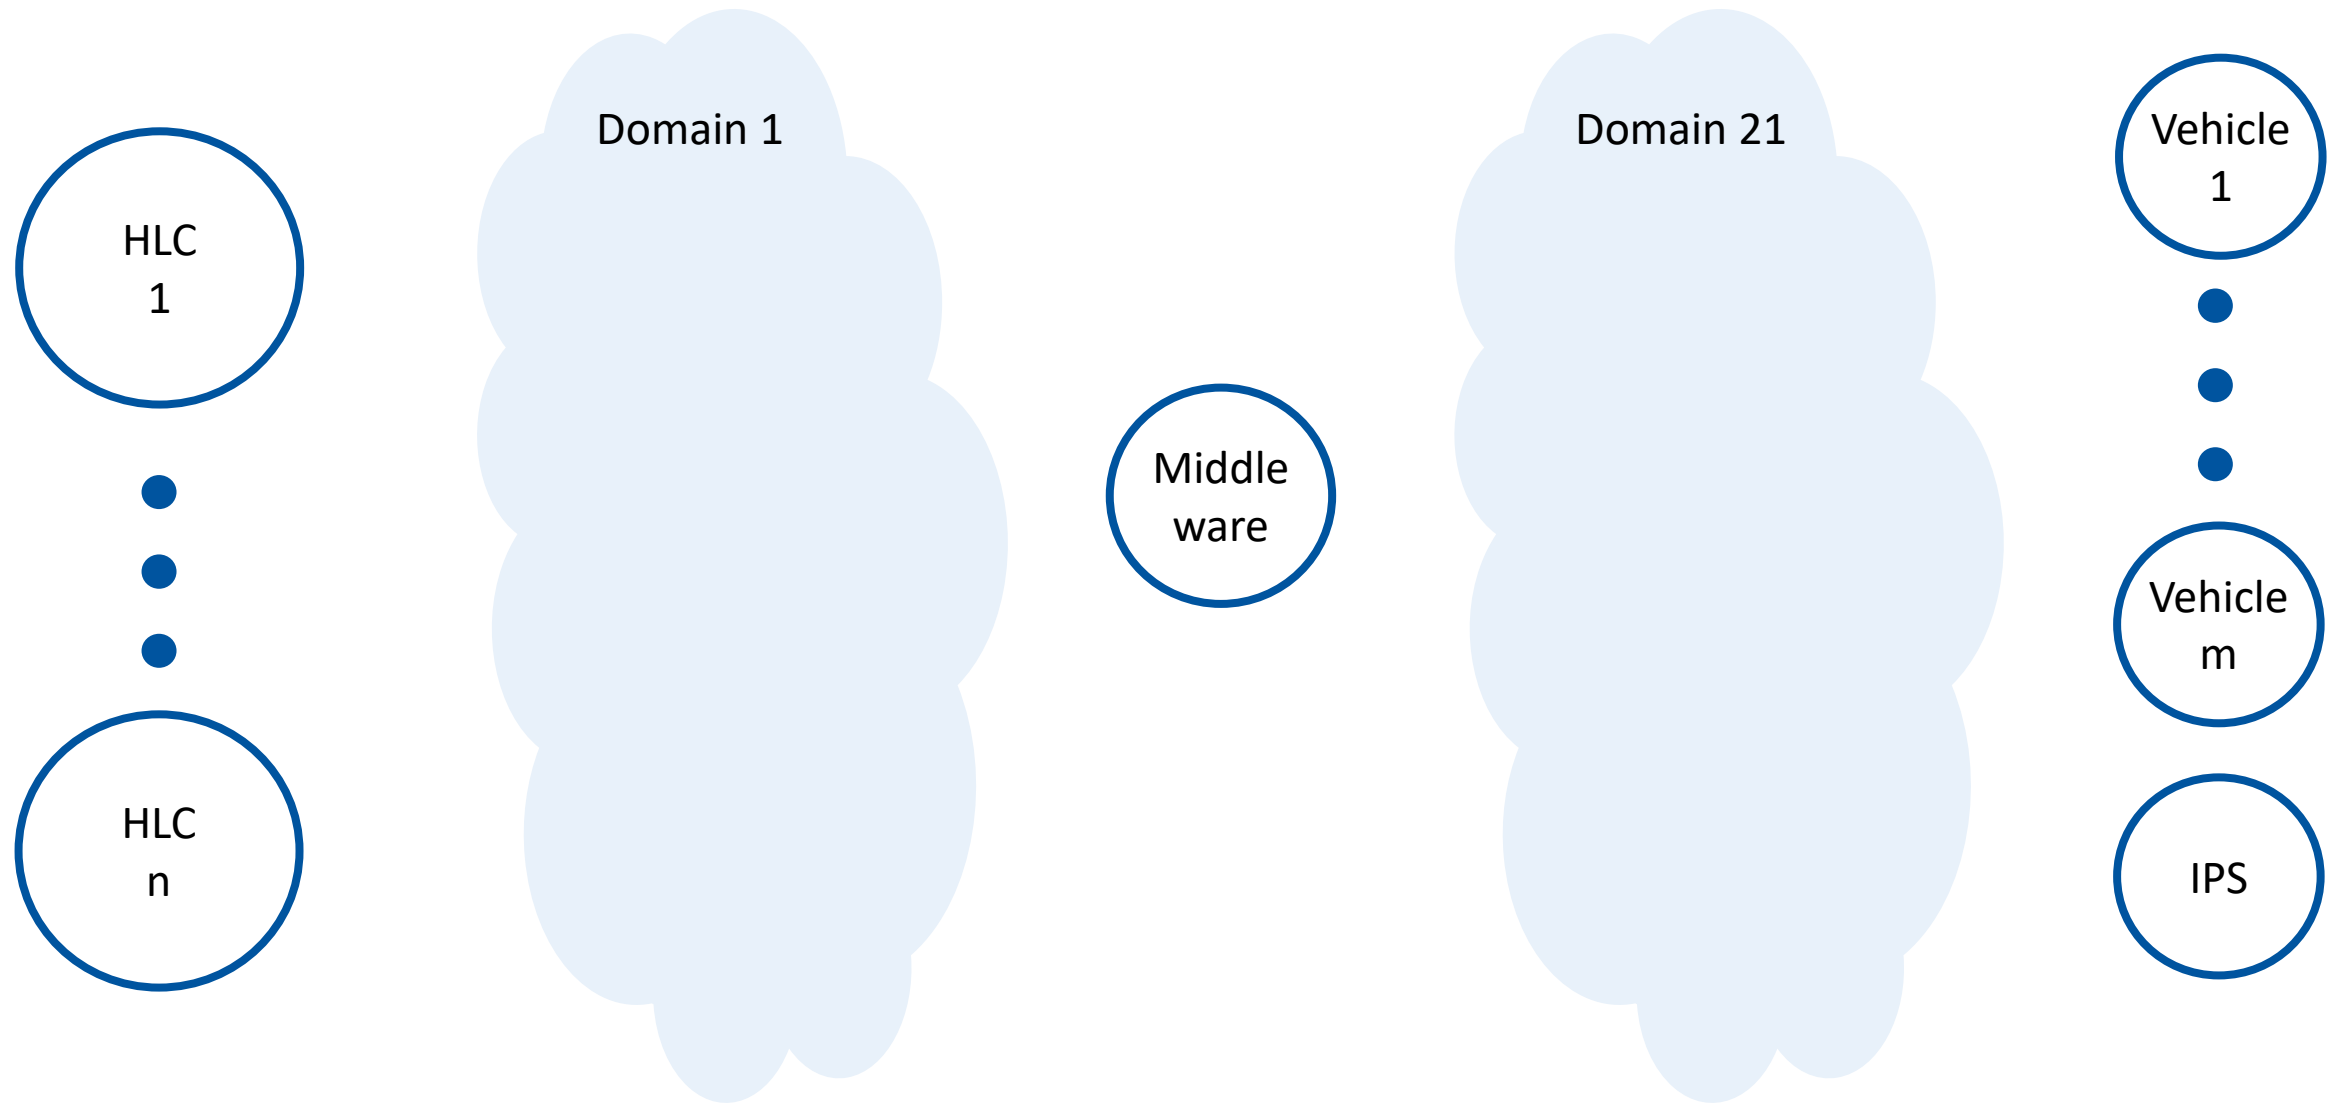 HLC
1
HLC
n
Domain 1
Middle
ware
Domain 21
Vehicle
1
Vehicle
m
IPS